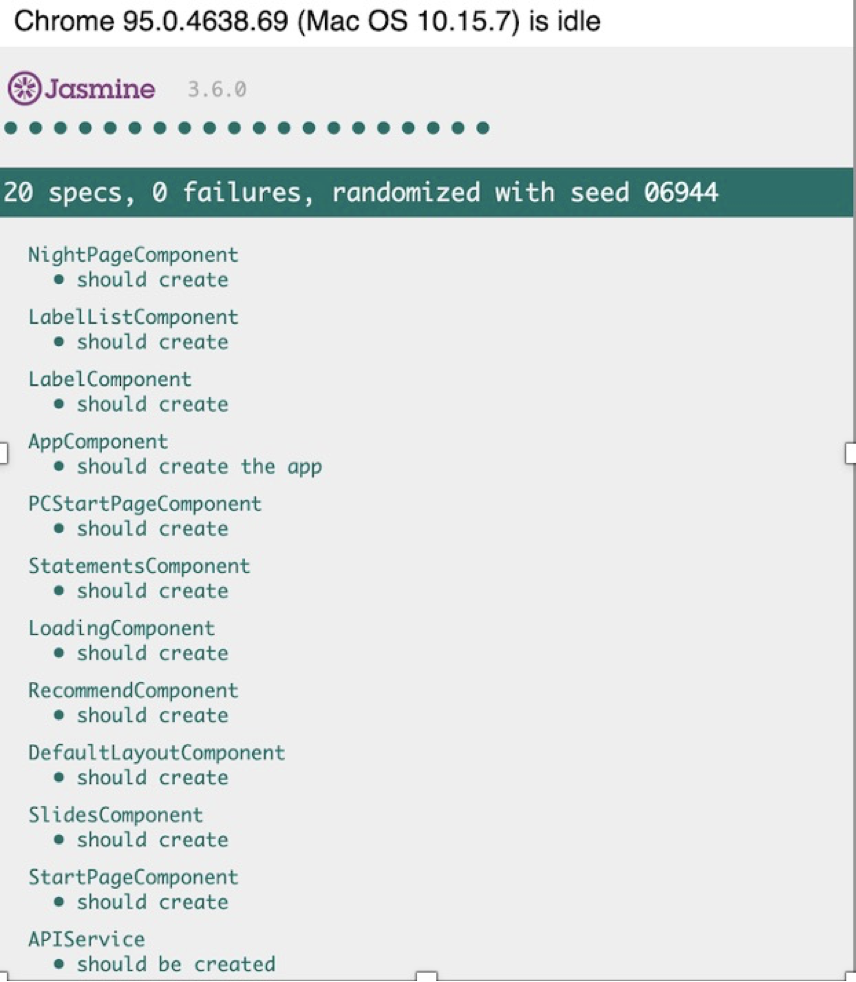 Chrome 95.0.4638.69 (Mac OS 10.15.7) is idle
Jasmine 3.6.0
20 specs, 0 failures, randomized with seed 06944
NightPageComponent
• should create
LabelListComponent
• should create
LabelComponent
• should create
AppComponent
• should create the app
PCStartPageComponent
• should create
StatementsComponent
• should create
LoadingComponent
• should create
RecommendComponent
• should create
DefaultLayoutComponent
• should create
SlidesComponent
• should create
StartPageComponent
• should create
APIService
• should be created